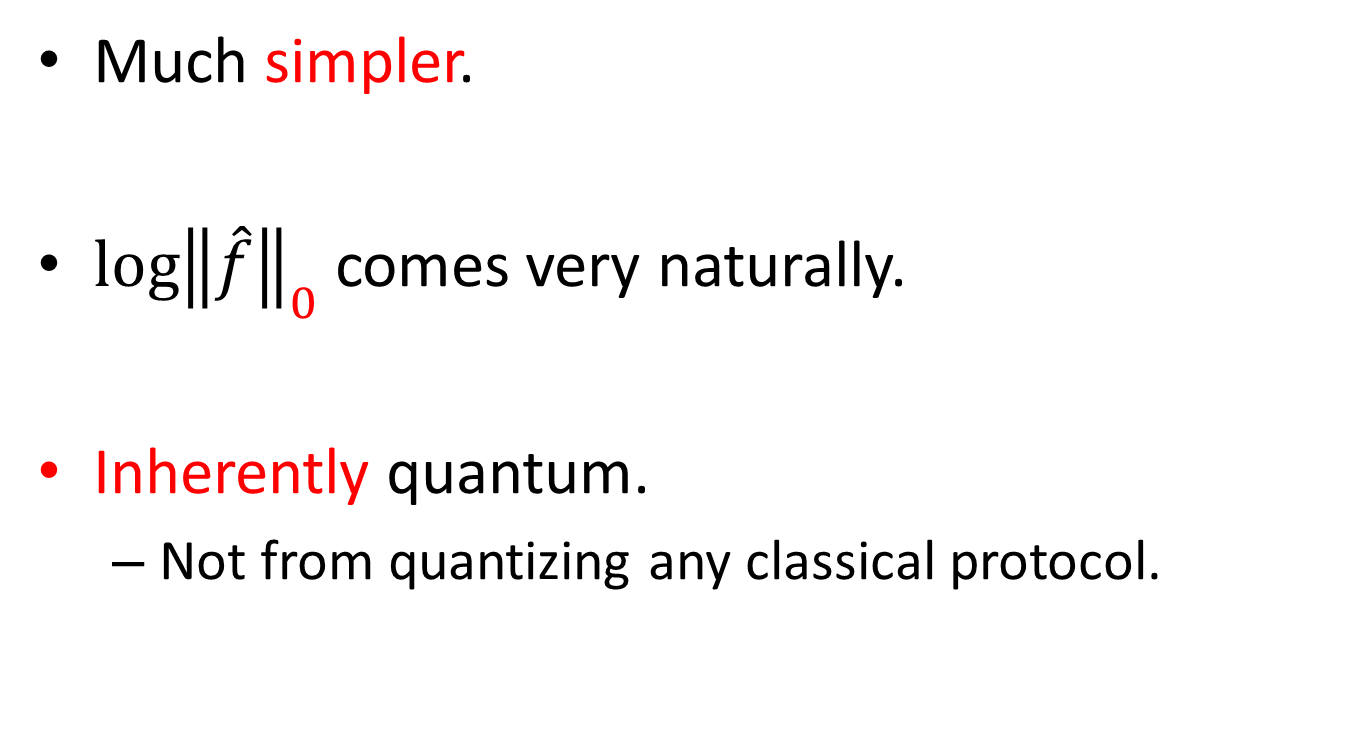 • Much simpler.
• log‖f̂‖₀ comes very naturally.
• Inherently quantum.
– Not from quantizing any classical protocol.